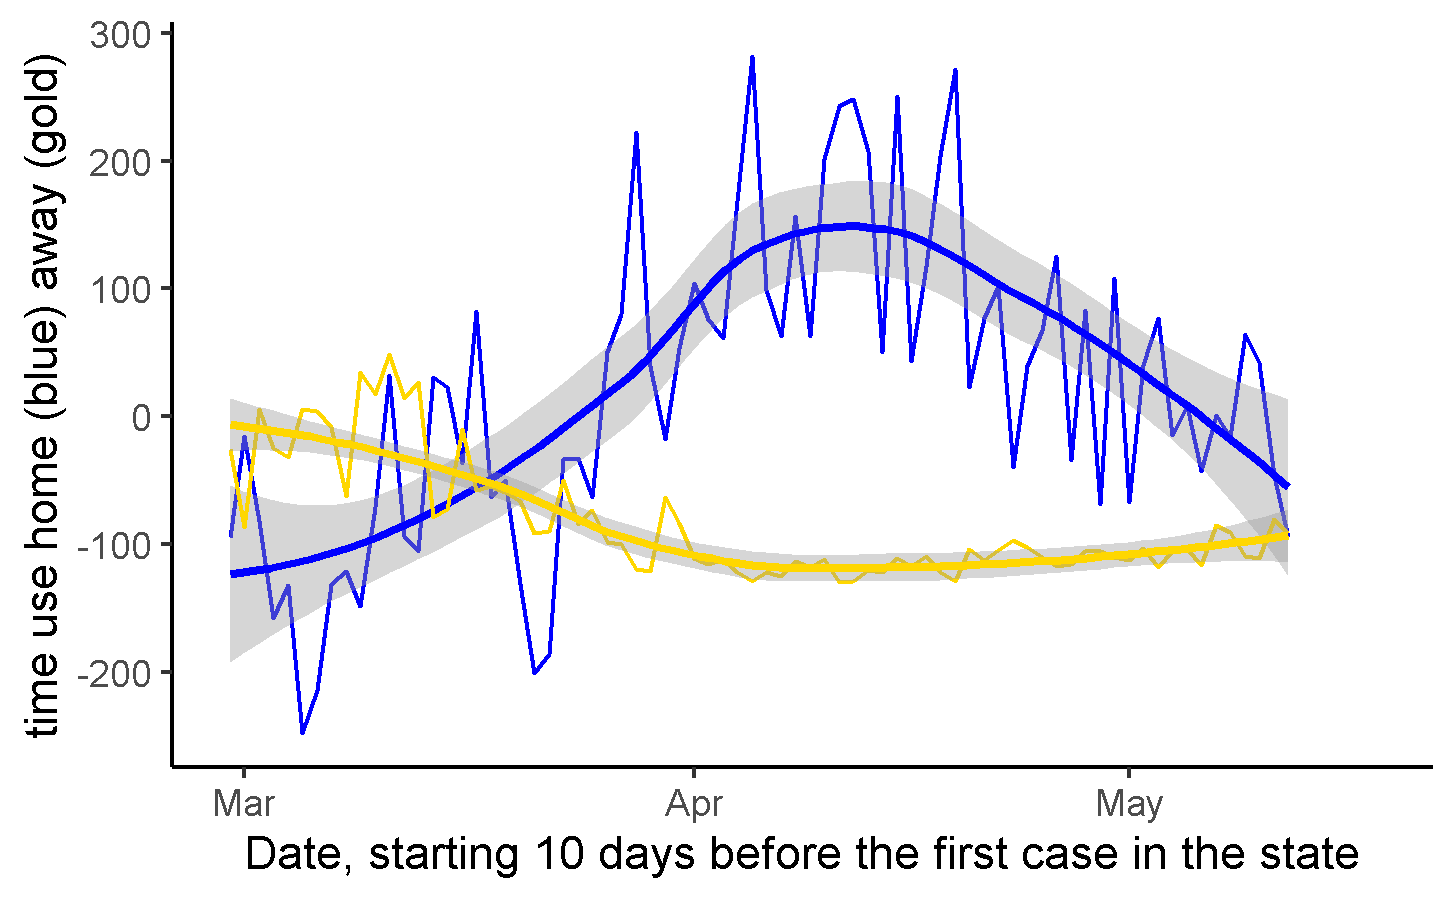 time use home (blue) away (gold)
300
200
100
0
-100
-200
Mar
Apr
May
Date, starting 10 days before the first case in the state